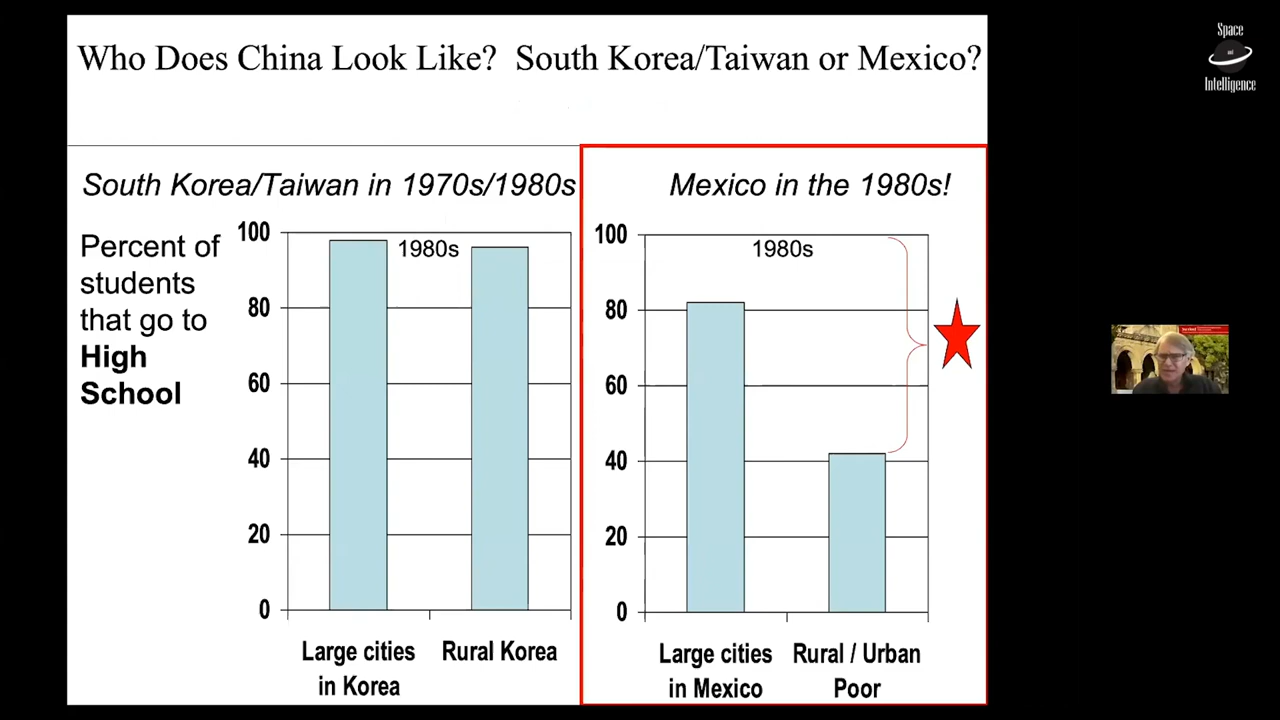 Who Does China Look Like? South Korea/Taiwan or Mexico?
Space
and
Intelligence
South Korea/Taiwan in 1970s/1980s
Percent of
students
that go to
High
School
100
80
60
40
20
0
1980s
Large cities
in Korea
Rural Korea
Mexico in the 1980s!
100
80
60
40
20
0
1980s
Large cities
in Mexico
Rural / Urban
Poor